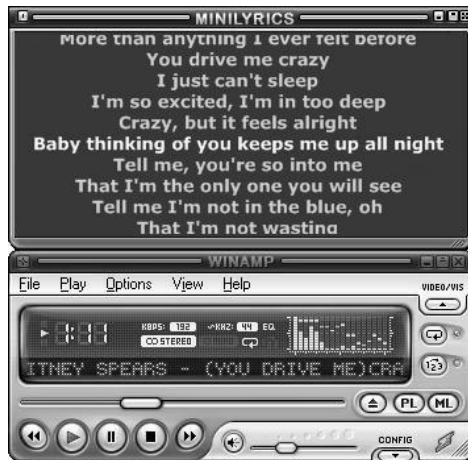 MINILYRICS
More than anything I ever felt before
You drive me crazy
I just can't sleep
I'm so excited, I'm in too deep
Crazy, but it feels alright
Baby thinking of you keeps me up all night
Tell me, you're so into me
That I'm the only one you will see
Tell me I'm not in the blue, oh
That I'm not wasting
WINAMP
File Play Options View Help
VIDEO/VIS
KBPS: 192 KHZ: 44 EQ
STEREO
ITNEY SPEARS - (YOU DRIVE ME)CRA
123
PL ML
CONFIG